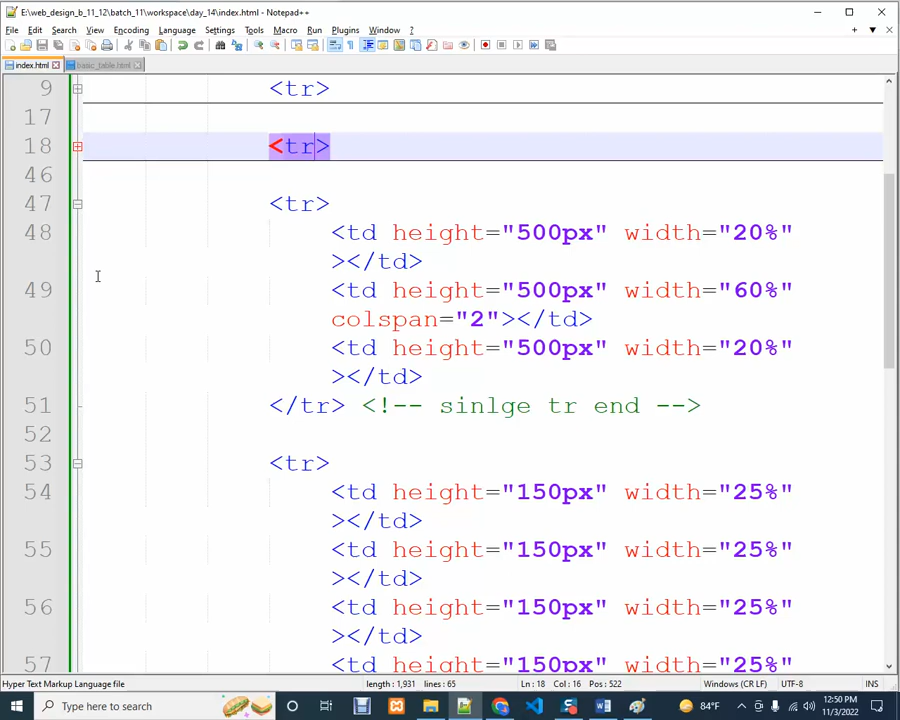 E:\web_design_b_11_12\batch_11\workspace\day_14\index.html - Notepad++
File Edit Search View Encoding Language Settings Tools Macro Run Plugins Window ?
index.html basic_table.html
9 <tr>
17
18 <tr>
46
47 <tr>
48 <td height="500px" width="20%"
></td>
49 <td height="500px" width="60%"
colspan="2"></td>
50 <td height="500px" width="20%"
></td>
51 </tr> <!-- sinlge tr end -->
52
53 <tr>
54 <td height="150px" width="25%"
></td>
55 <td height="150px" width="25%"
></td>
56 <td height="150px" width="25%"
></td>
57 <td height="150px" width="25%"
Hyper Text Markup Language file length : 1,931 lines : 65 Ln : 18 Col : 16 Pos : 522 Windows (CR LF) UTF-8 INS
Type here to search 84°F 12:50 PM
11/3/2022